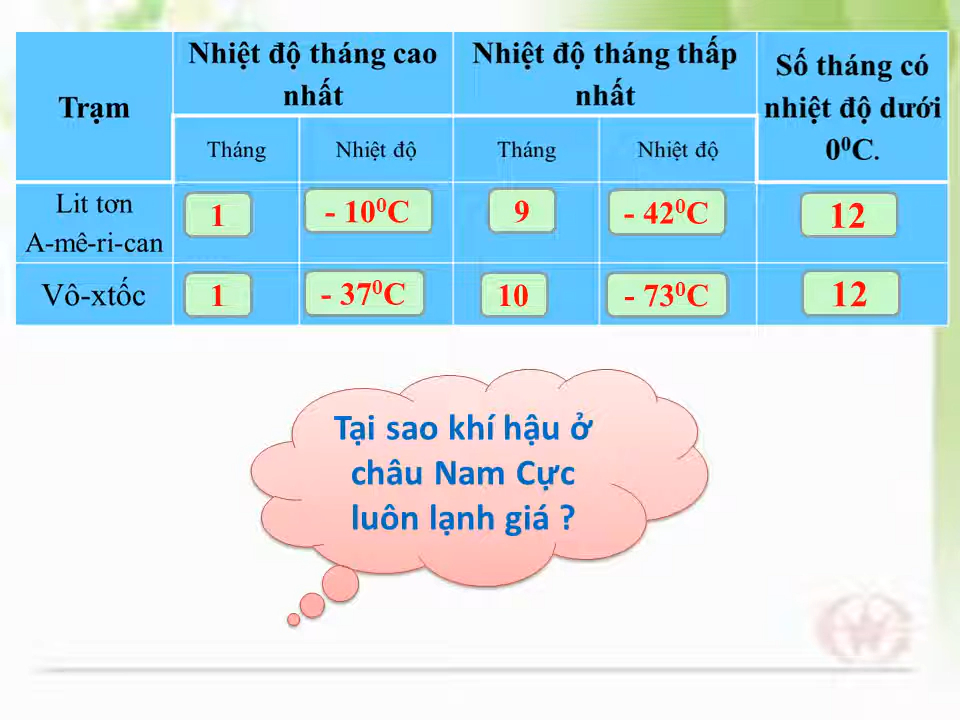 Trạm
Nhiệt độ tháng cao
nhất
Nhiệt độ tháng thấp
nhất
Số tháng có
nhiệt độ dưới
0⁰C.
Tháng
Nhiệt độ
Tháng
Nhiệt độ
Lit tơn
A-mê-ri-can
1
- 10⁰C
9
- 42⁰C
12
Vô-xtốc
1
- 37⁰C
10
- 73⁰C
12
Tại sao khí hậu ở
châu Nam Cực
luôn lạnh giá ?